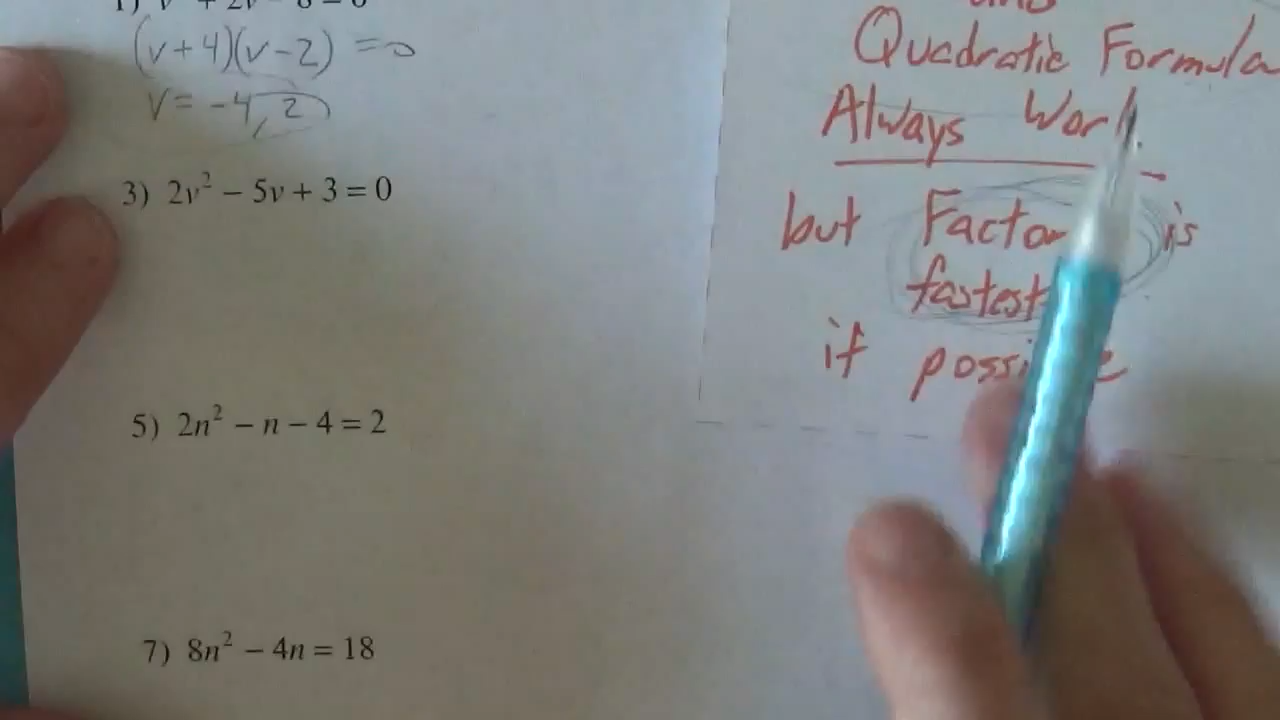 (v+4)(v-2) = 0
v = -4, 2
3) 2v² − 5v + 3 = 0
5) 2n² − n − 4 = 2
7) 8n² − 4n = 18
Quadratic Formula
Always
but is
fastest
if